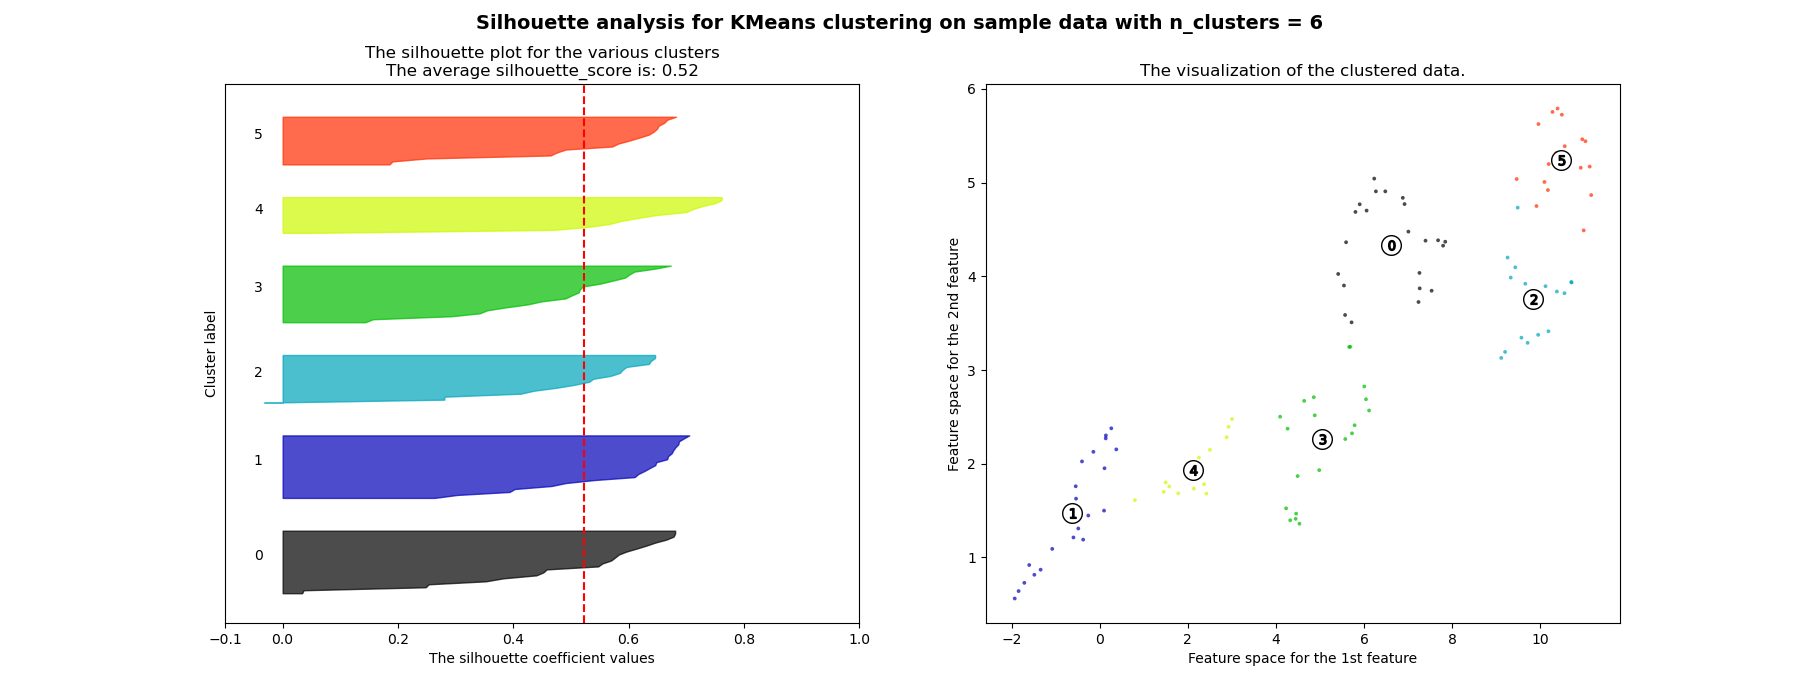 Silhouette analysis for KMeans clustering on sample data with n_clusters = 6
The silhouette plot for the various clusters
The average silhouette_score is: 0.52
5
4
3
2
1
0
Cluster label
−0.1 0.0 0.2 0.4 0.6 0.8 1.0
The silhouette coefficient values
The visualization of the clustered data.
6
5
4
3
2
1
Feature space for the 2nd feature
5
0
2
3
4
1
−2 0 2 4 6 8 10
Feature space for the 1st feature